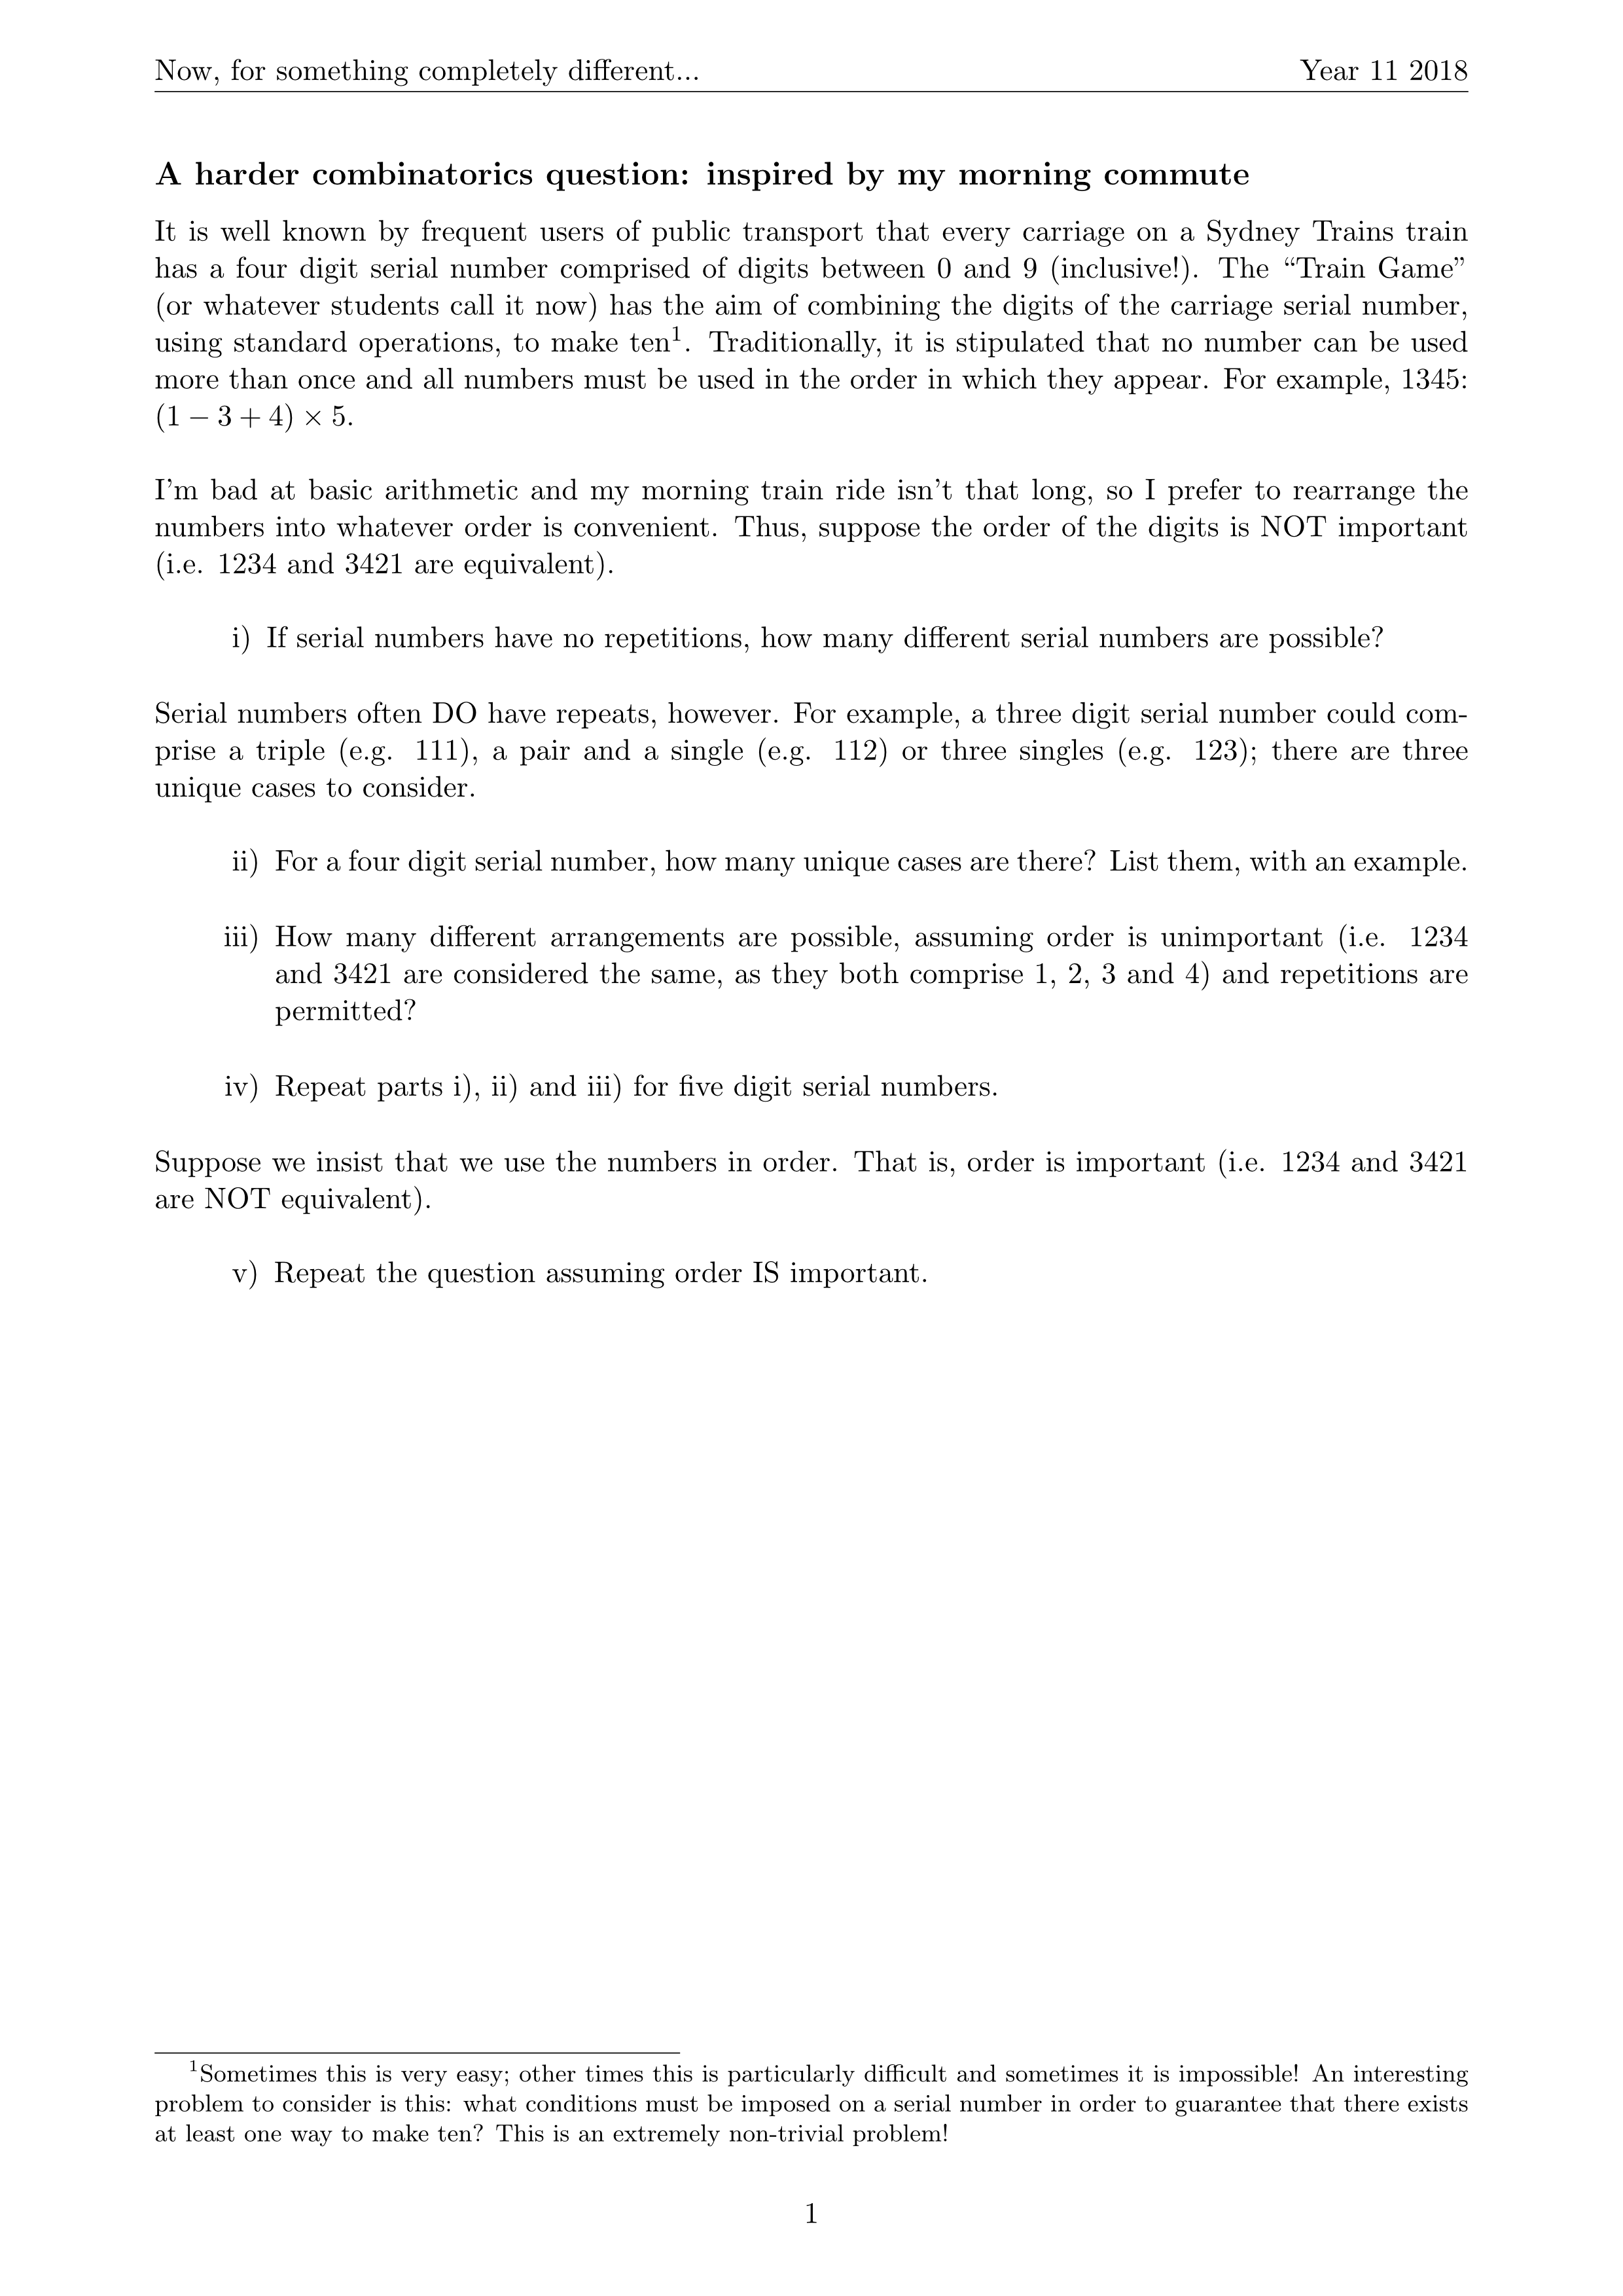 Now, for something completely different... Year 11 2018
A harder combinatorics question: inspired by my morning commute
It is well known by frequent users of public transport that every carriage on a Sydney Trains train
has a four digit serial number comprised of digits between 0 and 9 (inclusive!). The “Train Game”
(or whatever students call it now) has the aim of combining the digits of the carriage serial number,
using standard operations, to make ten¹. Traditionally, it is stipulated that no number can be used
more than once and all numbers must be used in the order in which they appear. For example, 1345:
(1 − 3 + 4) × 5.
I’m bad at basic arithmetic and my morning train ride isn’t that long, so I prefer to rearrange the
numbers into whatever order is convenient. Thus, suppose the order of the digits is NOT important
(i.e. 1234 and 3421 are equivalent).
i) If serial numbers have no repetitions, how many different serial numbers are possible?
Serial numbers often DO have repeats, however. For example, a three digit serial number could com-
prise a triple (e.g. 111), a pair and a single (e.g. 112) or three singles (e.g. 123); there are three
unique cases to consider.
ii) For a four digit serial number, how many unique cases are there? List them, with an example.
iii) How many different arrangements are possible, assuming order is unimportant (i.e. 1234
and 3421 are considered the same, as they both comprise 1, 2, 3 and 4) and repetitions are
permitted?
iv) Repeat parts i), ii) and iii) for five digit serial numbers.
Suppose we insist that we use the numbers in order. That is, order is important (i.e. 1234 and 3421
are NOT equivalent).
v) Repeat the question assuming order IS important.
¹Sometimes this is very easy; other times this is particularly difficult and sometimes it is impossible! An interesting
problem to consider is this: what conditions must be imposed on a serial number in order to guarantee that there exists
at least one way to make ten? This is an extremely non-trivial problem!
1